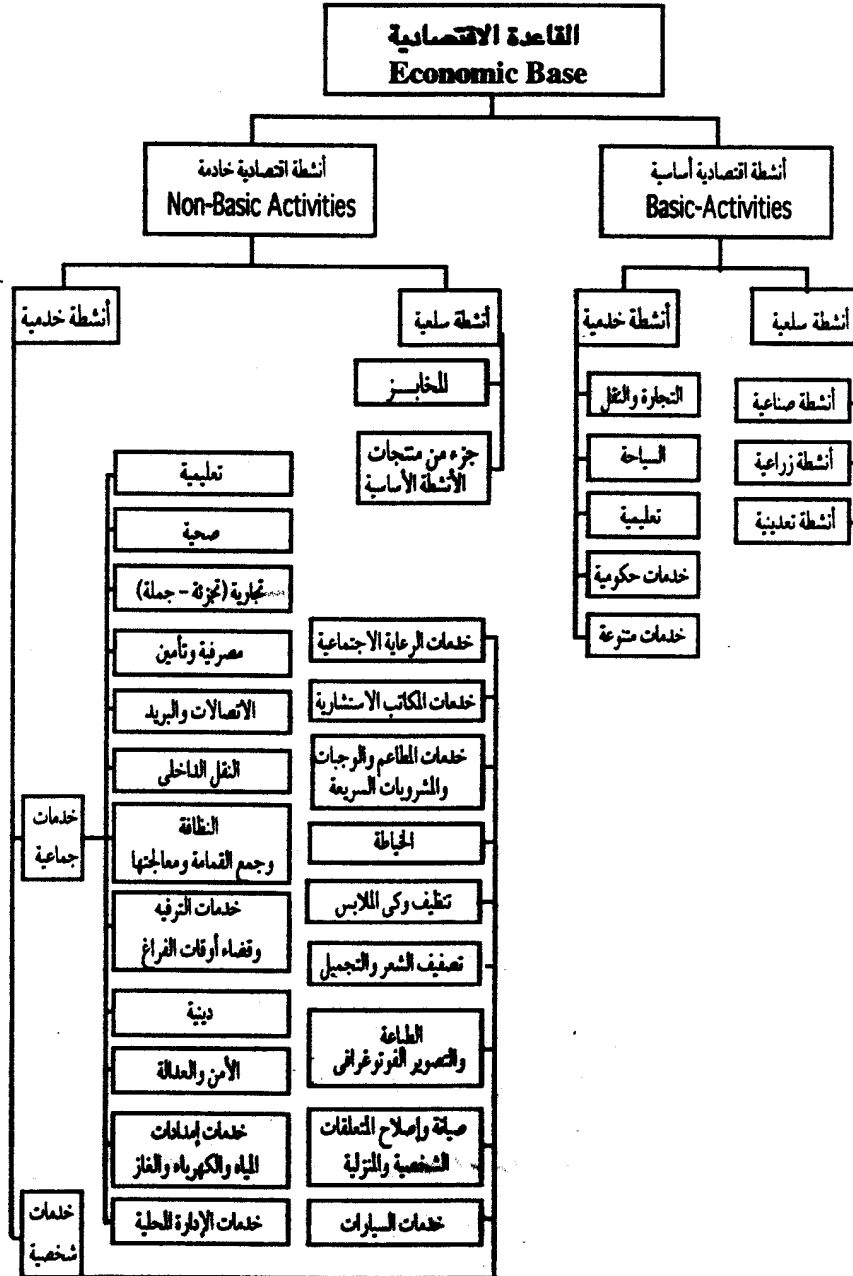 القاعدة الاقتصادية
Economic Base
أنشطة اقتصادية أساسية
Basic-Activities
أنشطة اقتصادية خادمة
Non-Basic Activities
أنشطة سلعية
أنشطة خدمية
أنشطة سلعية
أنشطة خدمية
أنشطة صناعية
أنشطة زراعية
أنشطة تعدينية
التجارة والنقل
السياحة
تعليمية
خدمات حكومية
خدمات متنوعة
المخابــز
جزء من منتجات
الأنشطة الأساسية
خدمات
جماعية
تعليمية
صحية
تجارية (تجزئة - جملة)
مصرفية وتأمين
الاتصالات والبريد
النقل الداخلى
النظافة
وجمع القمامة ومعالجتها
خدمات الترفيه
وقضاء أوقات الفراغ
دينية
الأمن والعدالة
خدمات إمدادات
المياه والكهرباء والغاز
خدمات الإدارة المحلية
خدمات
شخصية
خدمات الرعاية الاجتماعية
خدمات المكاتب الاستشارية
خدمات المطاعم والوجبات
والمشروبات السريعة
الخياطة
تنظيف وكى الملابس
تصفيف الشعر والتجميل
الطباعة
والتصوير الفوتوغرافى
صيانة وإصلاح المتعلقات
الشخصية والمنزلية
خدمات السيارات